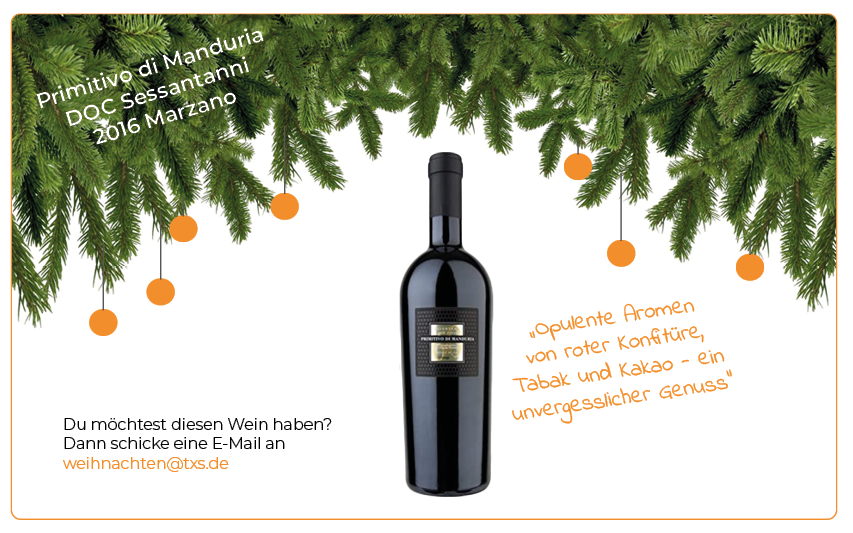 Primitivo di Manduria
DOC Sessantanni
2016 Marzano
PRIMITIVO DI MANDURIA
„Opulente Aromen
von roter Konfitüre,
Tabak und Kakao - ein
unvergesslicher Genuss"
Du möchtest diesen Wein haben?
Dann schicke eine E-Mail an
weihnachten@txs.de